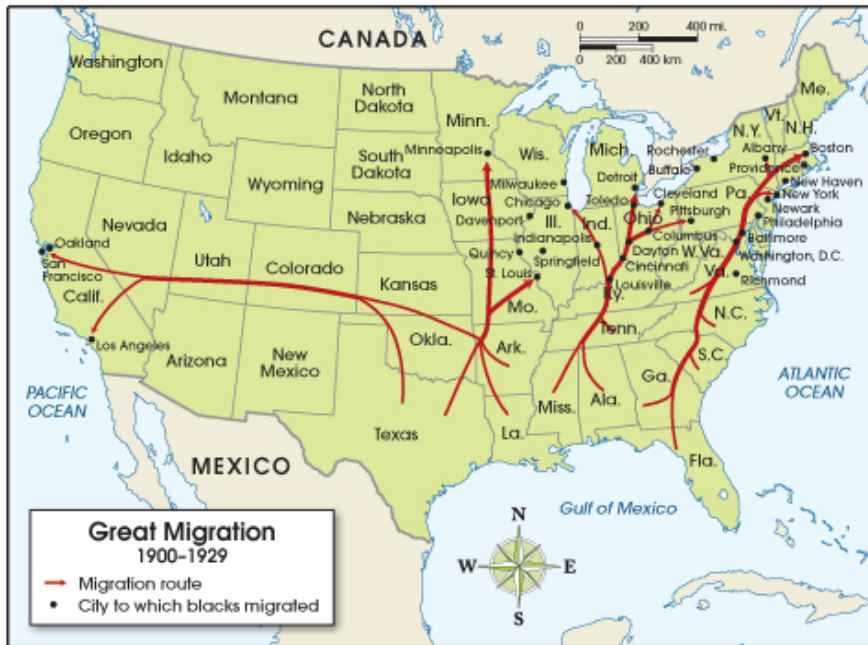 CANADA
0 200 400 mi.
0 200 400 km
Washington
Oregon
Idaho
Montana
North
Dakota
South
Dakota
Wyoming
Nebraska
Nevada
Utah
Colorado
Kansas
Calif.
Arizona
New
Mexico
Okla.
Texas
Minn.
Minneapolis
Iowa
Davenport
Wis.
Milwaukee
Chicago
Ill.
Quincy
Springfield
St. Louis
Mo.
Ark.
La.
Mich.
Detroit
Toledo
Ind.
Indianapolis
Ohio
Cleveland
Pittsburgh
Columbus
Dayton
Cincinnati
Louisville
Ky.
Tenn.
Miss.
Ala.
Ga.
Fla.
S.C.
N.C.
Va.
W.Va.
Richmond
Washington, D.C.
Baltimore
Philadelphia
Newark
New York
New Haven
Providence
Boston
Albany
Rochester
Buffalo
Pa.
N.Y.
Vt.
N.H.
Me.
Oakland
San
Francisco
Los Angeles
PACIFIC
OCEAN
ATLANTIC
OCEAN
MEXICO
Gulf of Mexico
N
W
E
S
Great Migration
1900–1929
Migration route
City to which blacks migrated